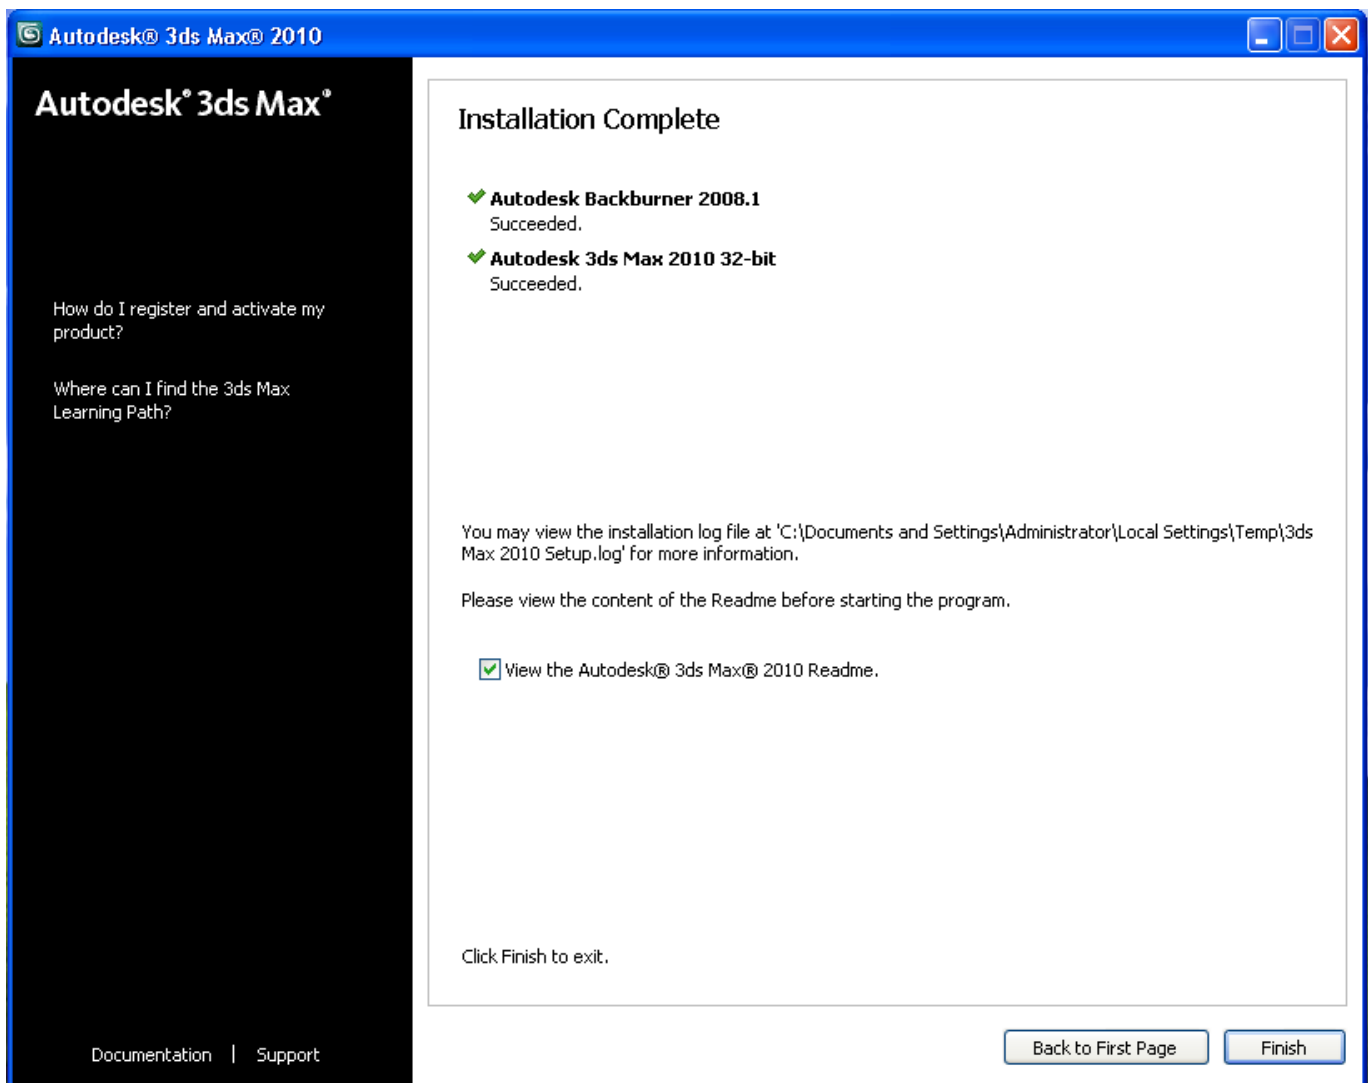 Autodesk® 3ds Max® 2010
Autodesk® 3ds Max®
How do I register and activate my
product?
Where can I find the 3ds Max
Learning Path?
Documentation | Support
Installation Complete
Autodesk Backburner 2008.1
Succeeded.
Autodesk 3ds Max 2010 32-bit
Succeeded.
You may view the installation log file at 'C:\Documents and Settings\Administrator\Local Settings\Temp\3ds
Max 2010 Setup.log' for more information.
Please view the content of the Readme before starting the program.
View the Autodesk® 3ds Max® 2010 Readme.
Click Finish to exit.
Back to First Page
Finish